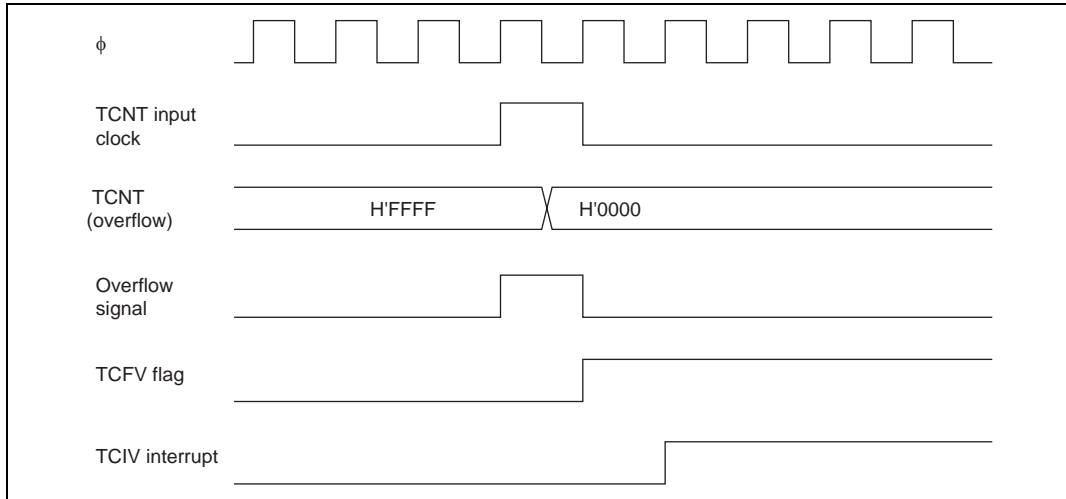 ϕ
TCNT input
clock
TCNT
(overflow)
H'FFFF
H'0000
Overflow
signal
TCFV flag
TCIV interrupt